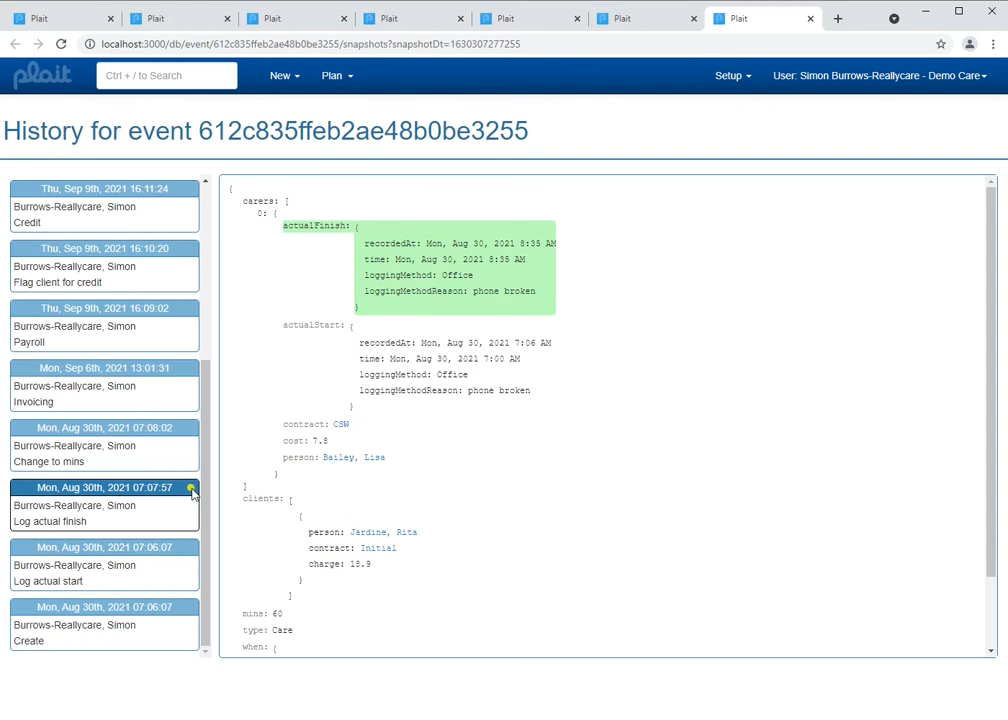 Plait
Plait
Plait
Plait
Plait
Plait
Plait
localhost:3000/db/event/612c835ffeb2ae48b0be3255/snapshots?snapshotDt=1630307277255
plait
Ctrl + / to Search
New
Plan
Setup
User: Simon Burrows-Reallycare - Demo Care
History for event 612c835ffeb2ae48b0be3255
Thu, Sep 9th, 2021 16:11:24
Burrows-Reallycare, Simon
Credit
Thu, Sep 9th, 2021 16:10:20
Burrows-Reallycare, Simon
Flag client for credit
Thu, Sep 9th, 2021 16:09:02
Burrows-Reallycare, Simon
Payroll
Mon, Sep 6th, 2021 13:01:31
Burrows-Reallycare, Simon
Invoicing
Mon, Aug 30th, 2021 07:08:02
Burrows-Reallycare, Simon
Change to mins
Mon, Aug 30th, 2021 07:07:57
Burrows-Reallycare, Simon
Log actual finish
Mon, Aug 30th, 2021 07:06:07
Burrows-Reallycare, Simon
Log actual start
Mon, Aug 30th, 2021 07:06:07
Burrows-Reallycare, Simon
Create
{
carers: [
0: {
actualFinish: {
recordedAt: Mon, Aug 30, 2021 8:35 AM
time: Mon, Aug 30, 2021 8:35 AM
loggingMethod: Office
loggingMethodReason: phone broken
}
actualStart: {
recordedAt: Mon, Aug 30, 2021 7:06 AM
time: Mon, Aug 30, 2021 7:00 AM
loggingMethod: Office
loggingMethodReason: phone broken
}
contract: CSW
cost: 7.8
person: Bailey, Lisa
}
]
clients: [
{
person: Jardine, Rita
contract: Initial
charge: 18.9
}
]
mins: 60
type: Care
when: {